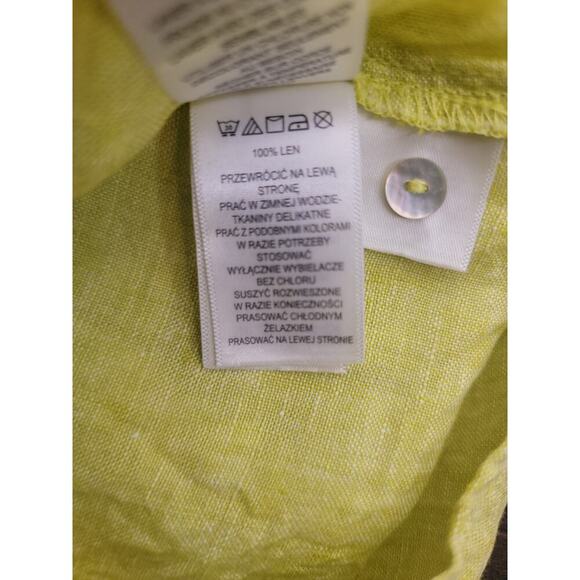 30
100% LEN
PRZEWRÓCIĆ NA LEWĄ
STRONĘ
PRAĆ W ZIMNEJ WODZIE-
TKANINY DELIKATNE
PRAĆ Z PODOBNYMI KOLORAMI
W RAZIE POTRZEBY
STOSOWAĆ
WYŁĄCZNIE WYBIELACZE
BEZ CHLORU
SUSZYĆ ROZWIESZONE
W RAZIE KONIECZNOŚCI
PRASOWAĆ CHŁODNYM
ŻELAZKIEM
PRASOWAĆ NA LEWEJ STRONIE